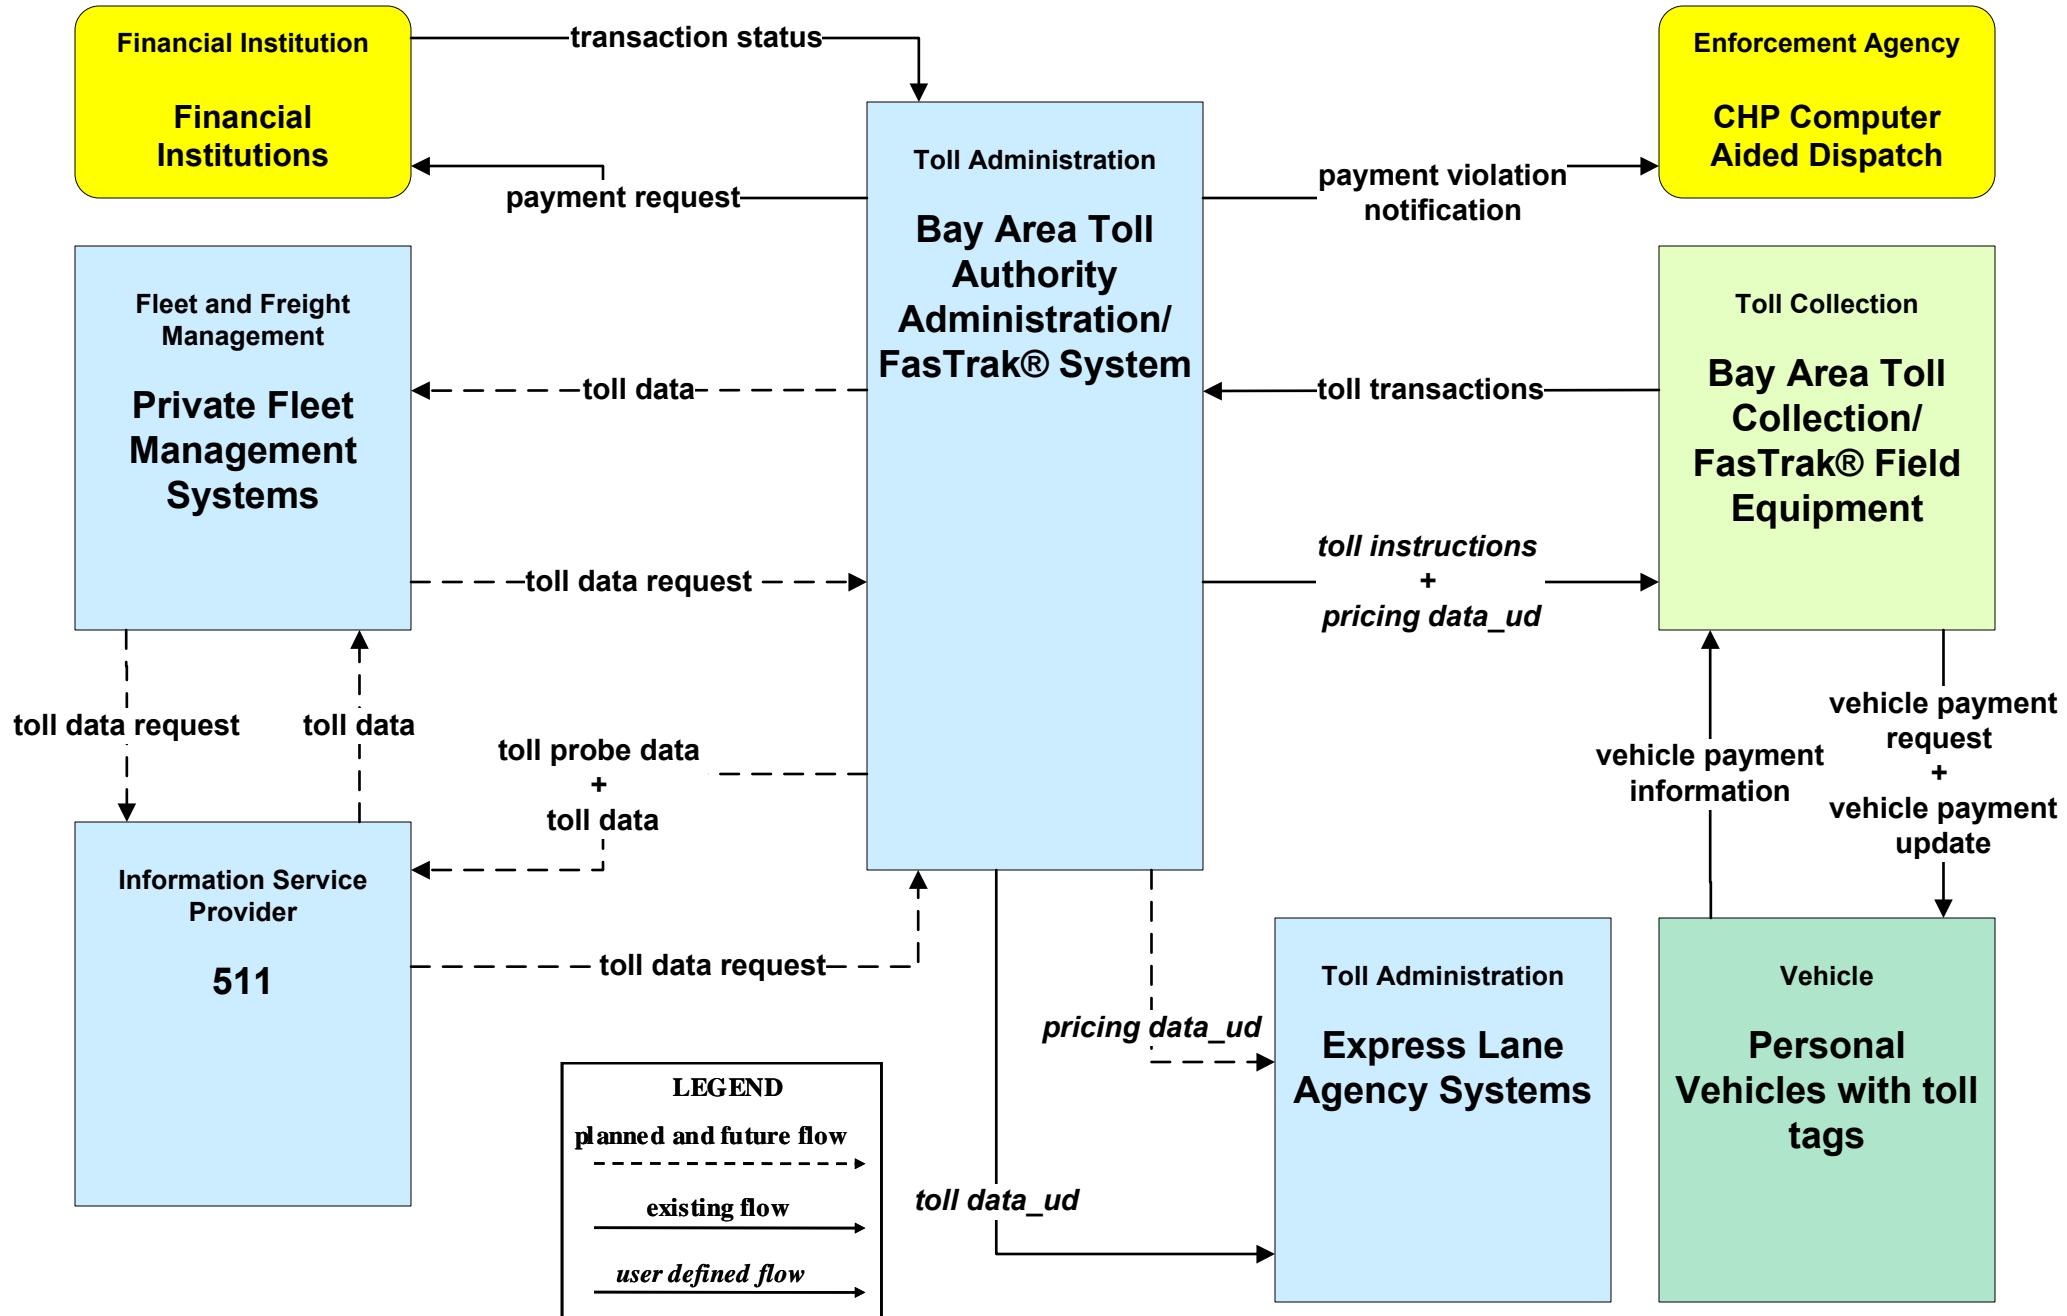 Financial Institution
Financial
Institutions
transaction status
payment request
Enforcement Agency
CHP Computer
Aided Dispatch
Toll Administration
Bay Area Toll
Authority
Administration/
FasTrak® System
payment violation
notification
Fleet and Freight
Management
Private Fleet
Management
Systems
toll data
toll data request
toll transactions
toll instructions
+
pricing data_ud
Toll Collection
Bay Area Toll
Collection/
FasTrak® Field
Equipment
toll data request
toll data
toll probe data
+
toll data
vehicle payment
information
vehicle payment
request
+
vehicle payment
update
Information Service
Provider
511
toll data request
pricing data_ud
toll data_ud
Toll Administration
Express Lane
Agency Systems
Vehicle
Personal
Vehicles with toll
tags
LEGEND
planned and future flow
existing flow
user defined flow